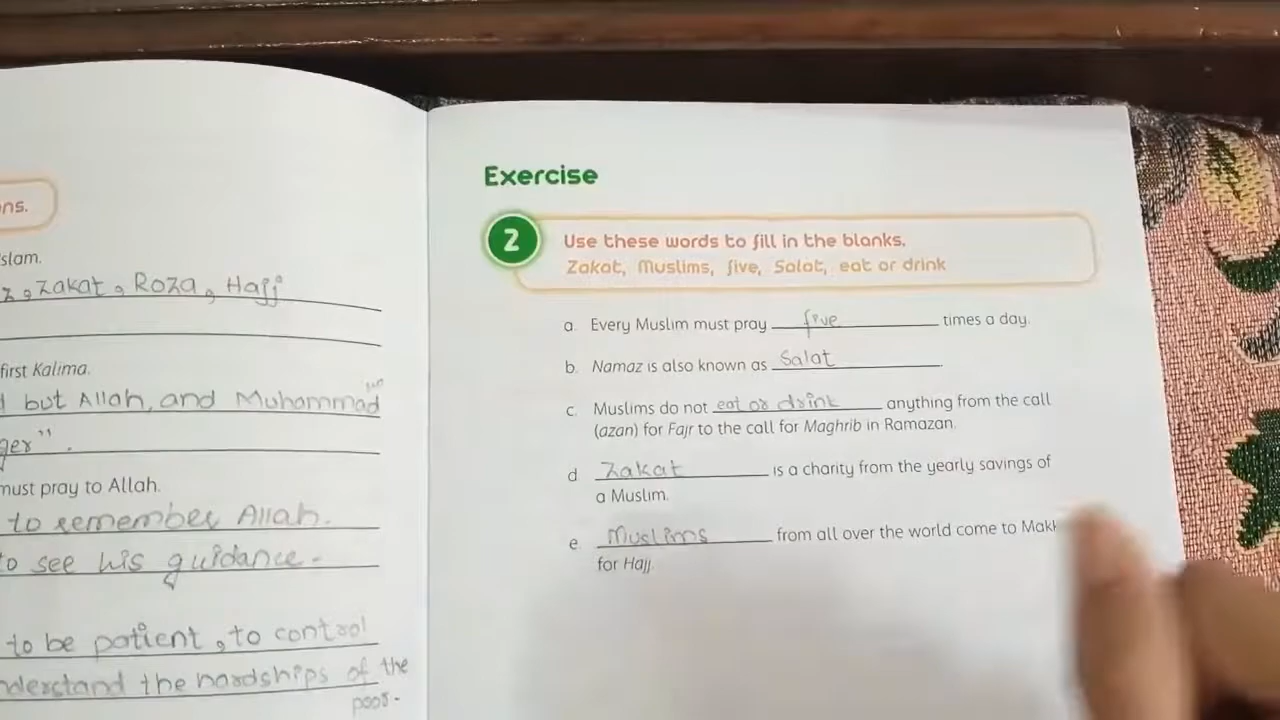 ns.
slam.
z, Zakat, Roza, Hajj
first Kalima.
but Allah, and Muhammad
ger".
must pray to Allah.
to remember Allah.
to see his guidance.
to be patient, to control
nderstand the hardships of the
poor.
Exercise
2
Use these words to fill in the blanks.
Zakat, Muslims, five, Salat, eat or drink
a. Every Muslim must pray five times a day.
b. Namaz is also known as Salat.
c. Muslims do not eat or drink anything from the call
(azan) for Fajr to the call for Maghrib in Ramazan.
d Zakat is a charity from the yearly savings of
a Muslim.
e. Muslims from all over the world come to Makk
for Hajj.